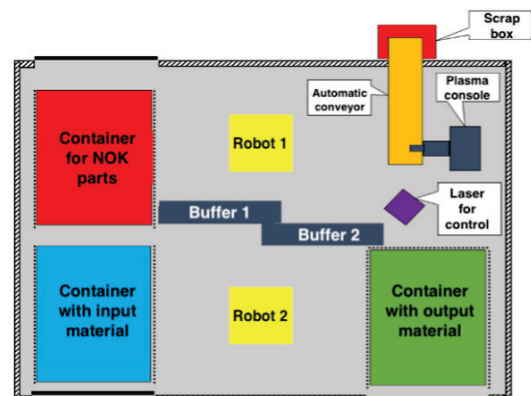 Scrap
box
Automatic
conveyor
Plasma
console
Container
for NOK
parts
Robot 1
Laser
for
control
Buffer 1
Buffer 2
Container
with input
material
Robot 2
Container
with output
material